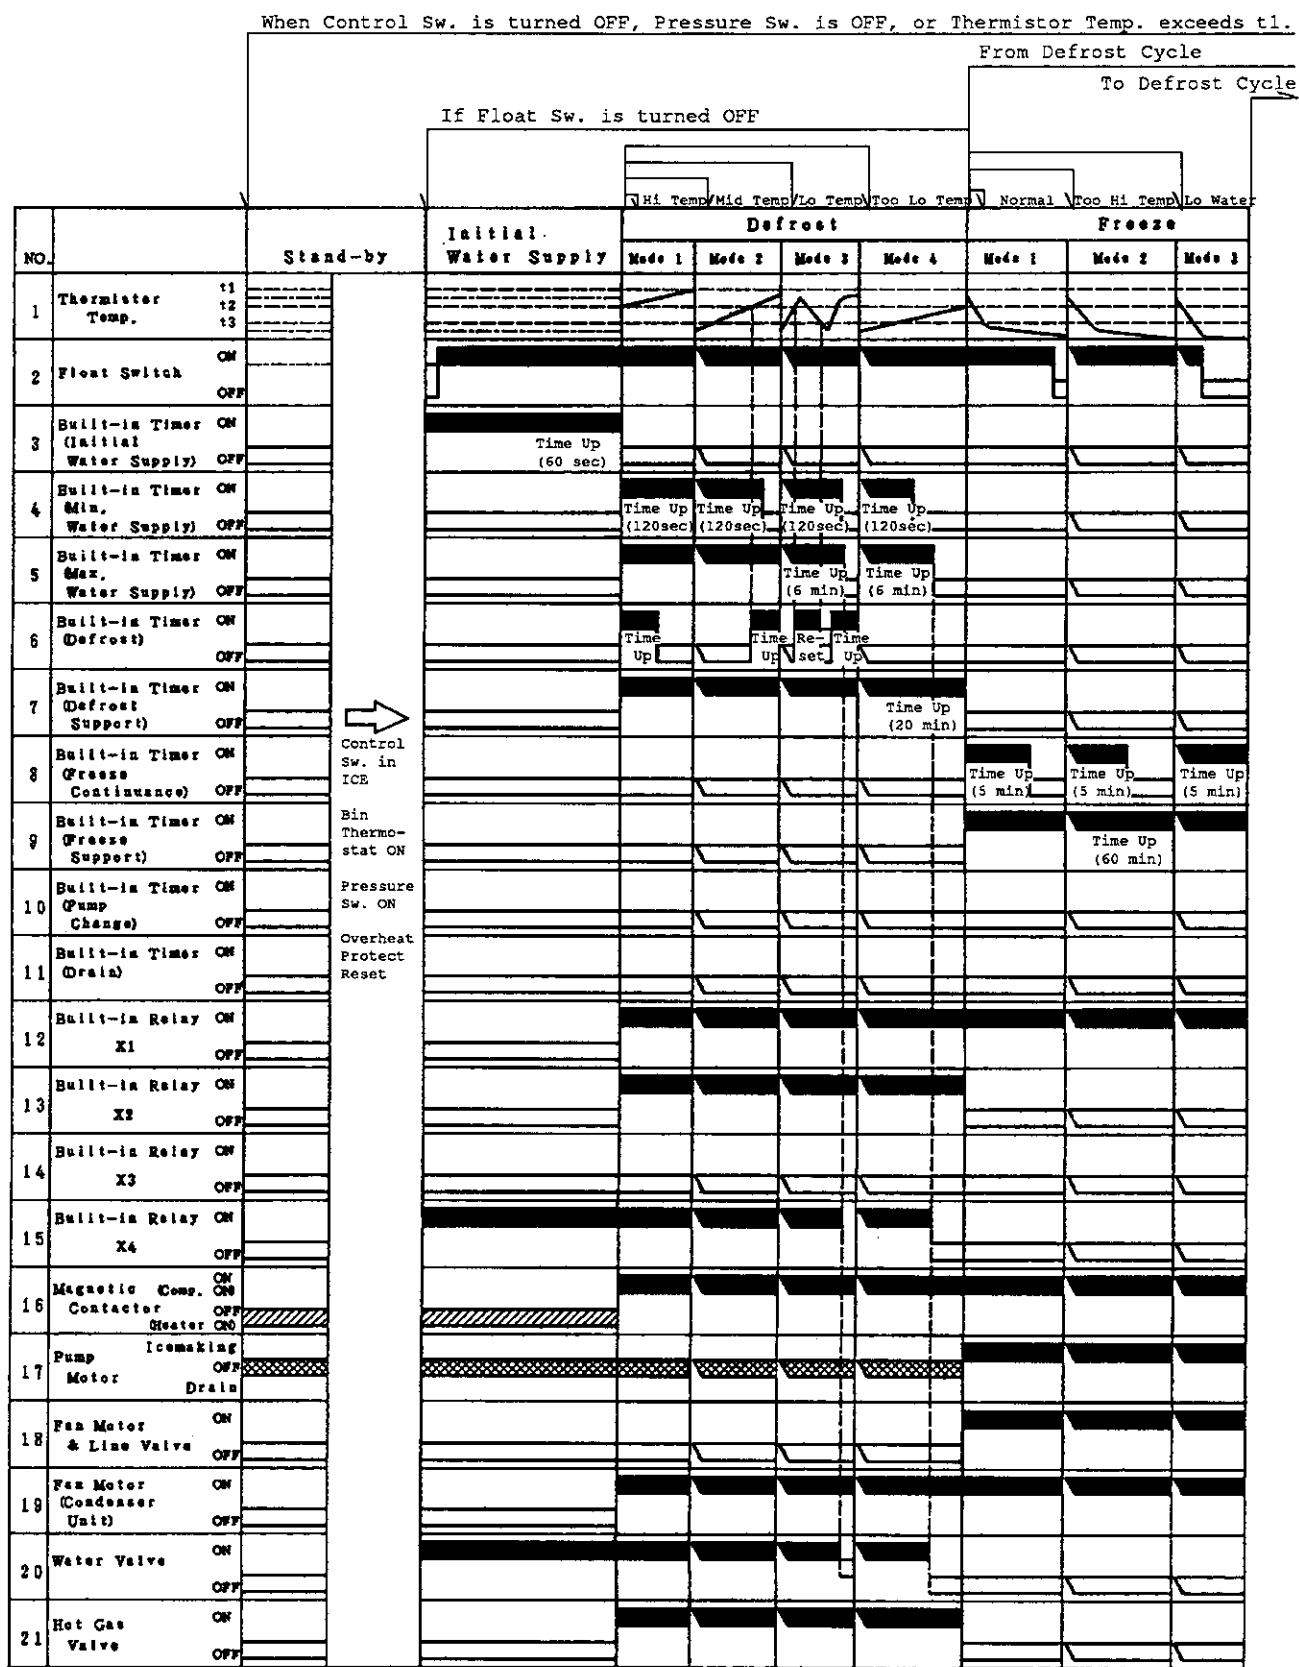 When Control Sw. is turned OFF, Pressure Sw. is OFF, or Thermistor Temp. exceeds t1.
From Defrost Cycle
To Defrost Cycle
If Float Sw. is turned OFF
Hi Temp Mid Temp Lo Temp Too Lo Temp Normal Too Hi Temp Lo Water
NO. Stand-by Initial Water Supply Defrost Freeze
Mode 1 Mode 2 Mode 3 Mode 4 Mode 1 Mode 2 Mode 3
1 Thermister Temp. t1 t2 t3
2 Float Switch ON OFF
3 Built-in Timer (Initial Water Supply) ON OFF
Time Up (60 sec)
4 Built-in Timer (Min. Water Supply) ON OFF
Time Up (120sec) Time Up (120sec) Time Up (120sec) Time Up (120sec)
5 Built-in Timer (Max. Water Supply) ON OFF
Time Up (6 min) Time Up (6 min)
6 Built-in Timer (Defrost) ON OFF
Time Up Time Up Re-set Time Up
7 Built-in Timer (Defrost Support) ON OFF
Time Up (20 min)
Control Sw. in ICE
Bin Thermo-stat ON
Pressure Sw. ON
Overheat Protect Reset
8 Built-in Timer (Freeze Continuance) ON OFF
Time Up (5 min) Time Up (5 min) Time Up (5 min)
9 Built-in Timer (Freeze Support) ON OFF
Time Up (60 min)
10 Built-in Timer (Pump Change) ON OFF
11 Built-in Timer (Drain) ON OFF
12 Built-in Relay X1 ON OFF
13 Built-in Relay X2 ON OFF
14 Built-in Relay X3 ON OFF
15 Built-in Relay X4 ON OFF
16 Magnetic Contactor ON (Comp. ON) OFF (Heater ON)
17 Pump Motor Icemaking OFF Drain
18 Fan Motor & Line Valve ON OFF
19 Fan Motor (Condenser Unit) ON OFF
20 Water Valve ON OFF
21 Hot Gas Valve ON OFF